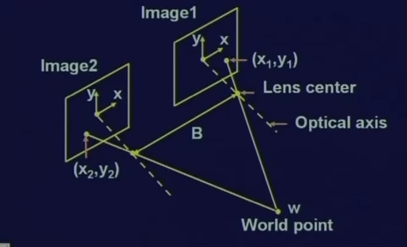 Image1
y
x
(x₁,y₁)
Image2
Lens center
y
x
Optical axis
B
(x₂,y₂)
w
World point